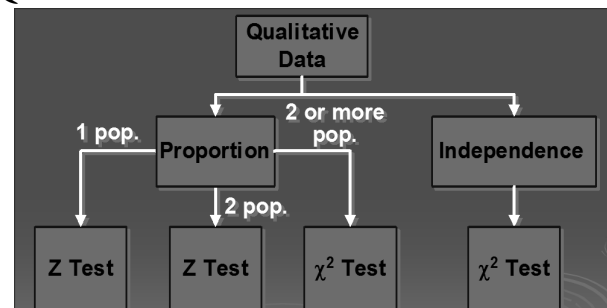 Qualitative
Data
2 or more
pop.
1 pop.
Proportion
Independence
2 pop.
Z Test
Z Test
χ² Test
χ² Test